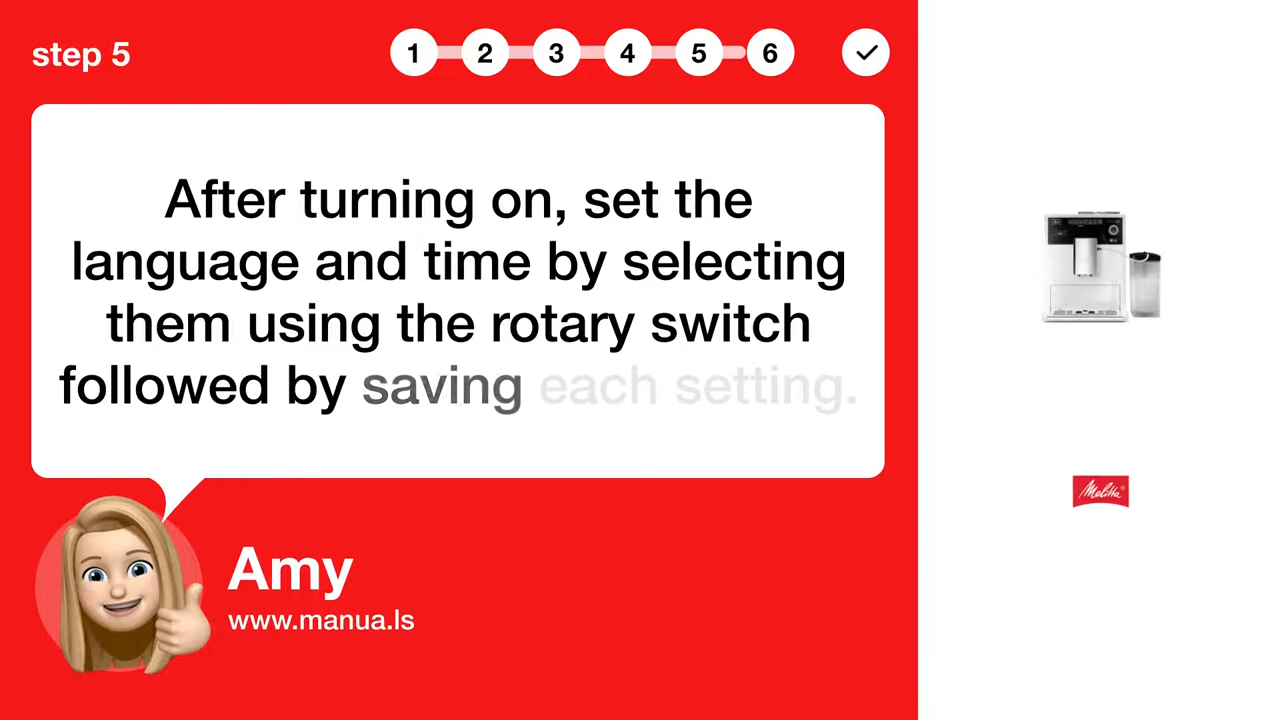 step 5
1 2 3 4 5 6
After turning on, set the
language and time by selecting
them using the rotary switch
followed by saving each setting.
Amy
www.manua.ls
Melitta®